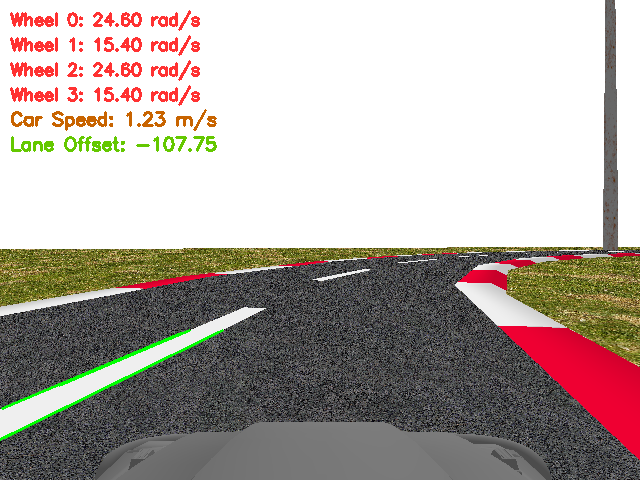 Wheel 0: 24.60 rad/s
Wheel 1: 15.40 rad/s
Wheel 2: 24.60 rad/s
Wheel 3: 15.40 rad/s
Car Speed: 1.23 m/s
Lane Offset: -107.75